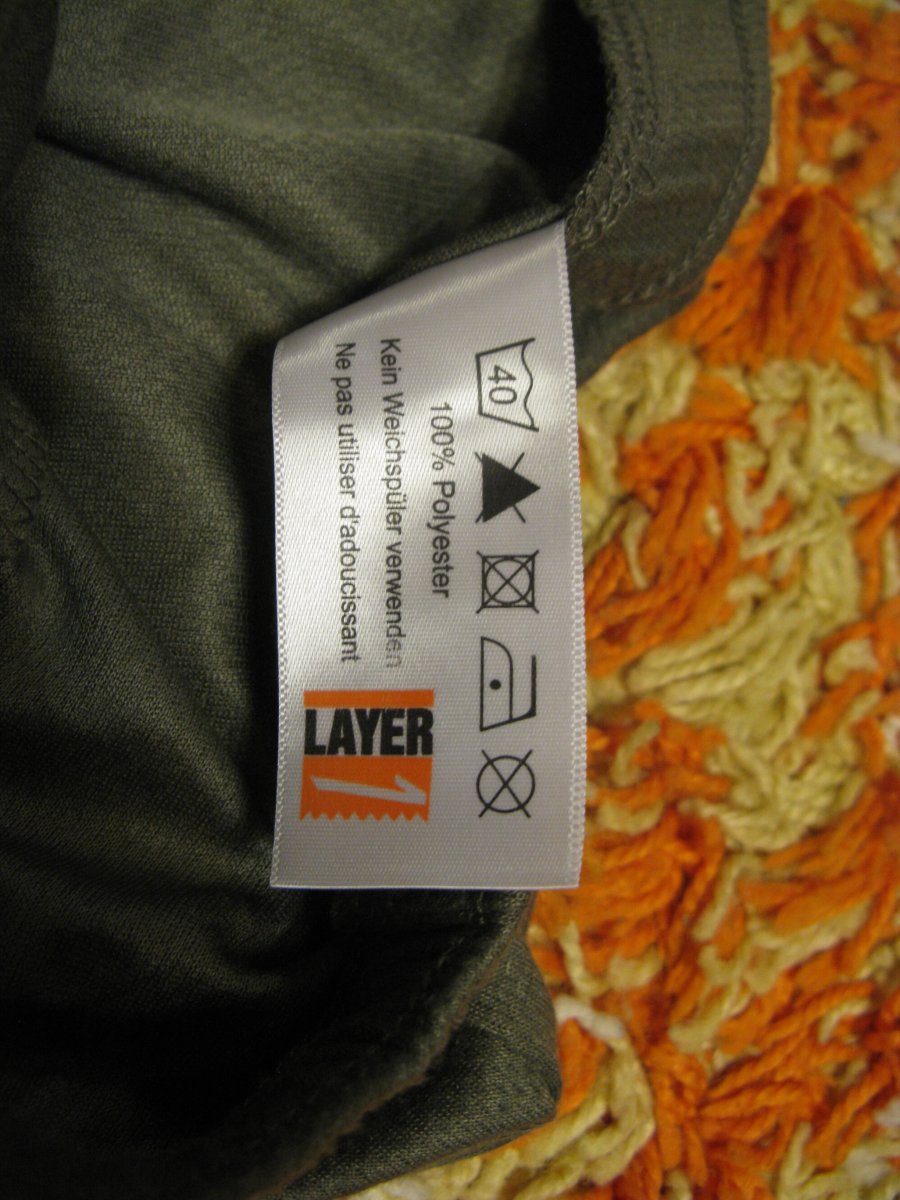 40
100% Polyester
Kein Weichspüler verwenden
Ne pas utiliser d'adoucissant
LAYER
1